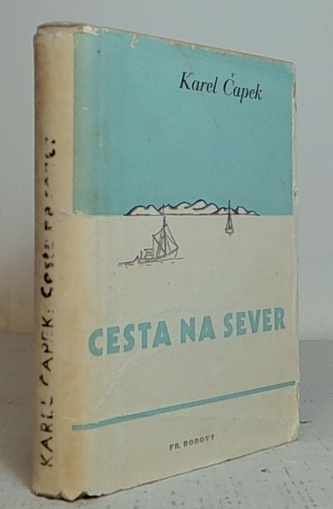 Karel Čapek
CESTA NA SEVER
FR. BOROVÝ
KAREL ČAPEK: Cesta na sever